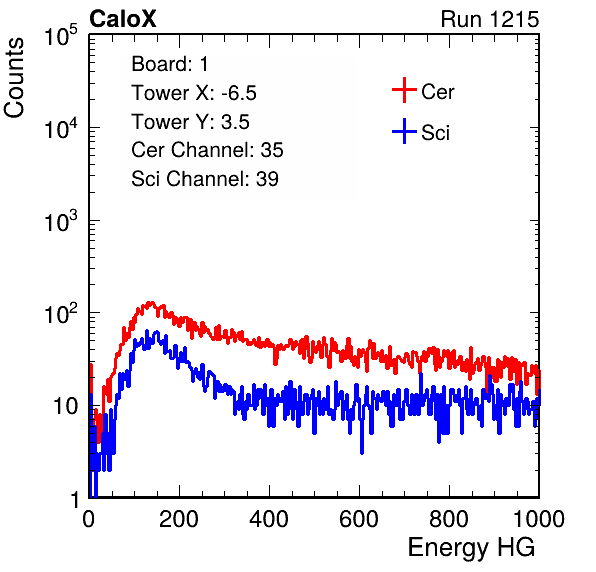 CaloX Run 1215
Counts
Board: 1
Tower X: -6.5
Tower Y: 3.5
Cer Channel: 35
Sci Channel: 39
Cer
Sci
10^5
10^4
10^3
10^2
10
1
0 200 400 600 800 1000
Energy HG